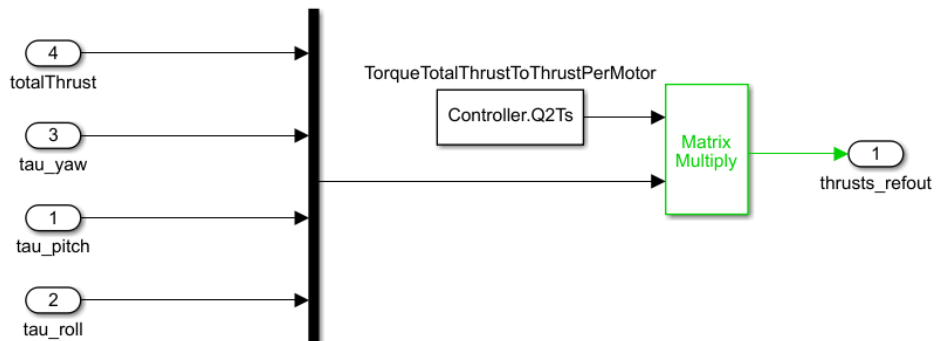 4
totalThrust
3
tau_yaw
1
tau_pitch
2
tau_roll
TorqueTotalThrustToThrustPerMotor
Controller.Q2Ts
Matrix
Multiply
1
thrusts_refout